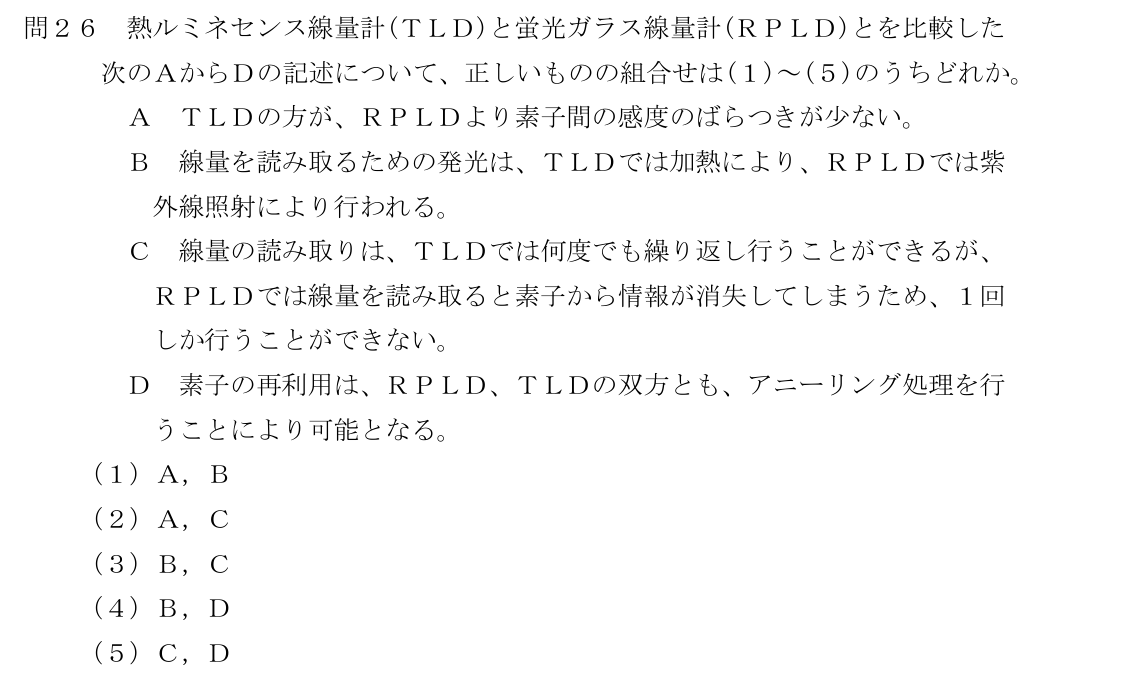 問２６　熱ルミネセンス線量計(ＴＬＤ)と蛍光ガラス線量計(ＲＰＬＤ)とを比較した
次のＡからＤの記述について、正しいものの組合せは(１)～(５)のうちどれか。
Ａ　ＴＬＤの方が、ＲＰＬＤより素子間の感度のばらつきが少ない。
Ｂ　線量を読み取るための発光は、ＴＬＤでは加熱により、ＲＰＬＤでは紫
外線照射により行われる。
Ｃ　線量の読み取りは、ＴＬＤでは何度でも繰り返し行うことができるが、
ＲＰＬＤでは線量を読み取ると素子から情報が消失してしまうため、１回
しか行うことができない。
Ｄ　素子の再利用は、ＲＰＬＤ、ＴＬＤの双方とも、アニーリング処理を行
うことにより可能となる。
(１) Ａ，Ｂ
(２) Ａ，Ｃ
(３) Ｂ，Ｃ
(４) Ｂ，Ｄ
(５) Ｃ，Ｄ